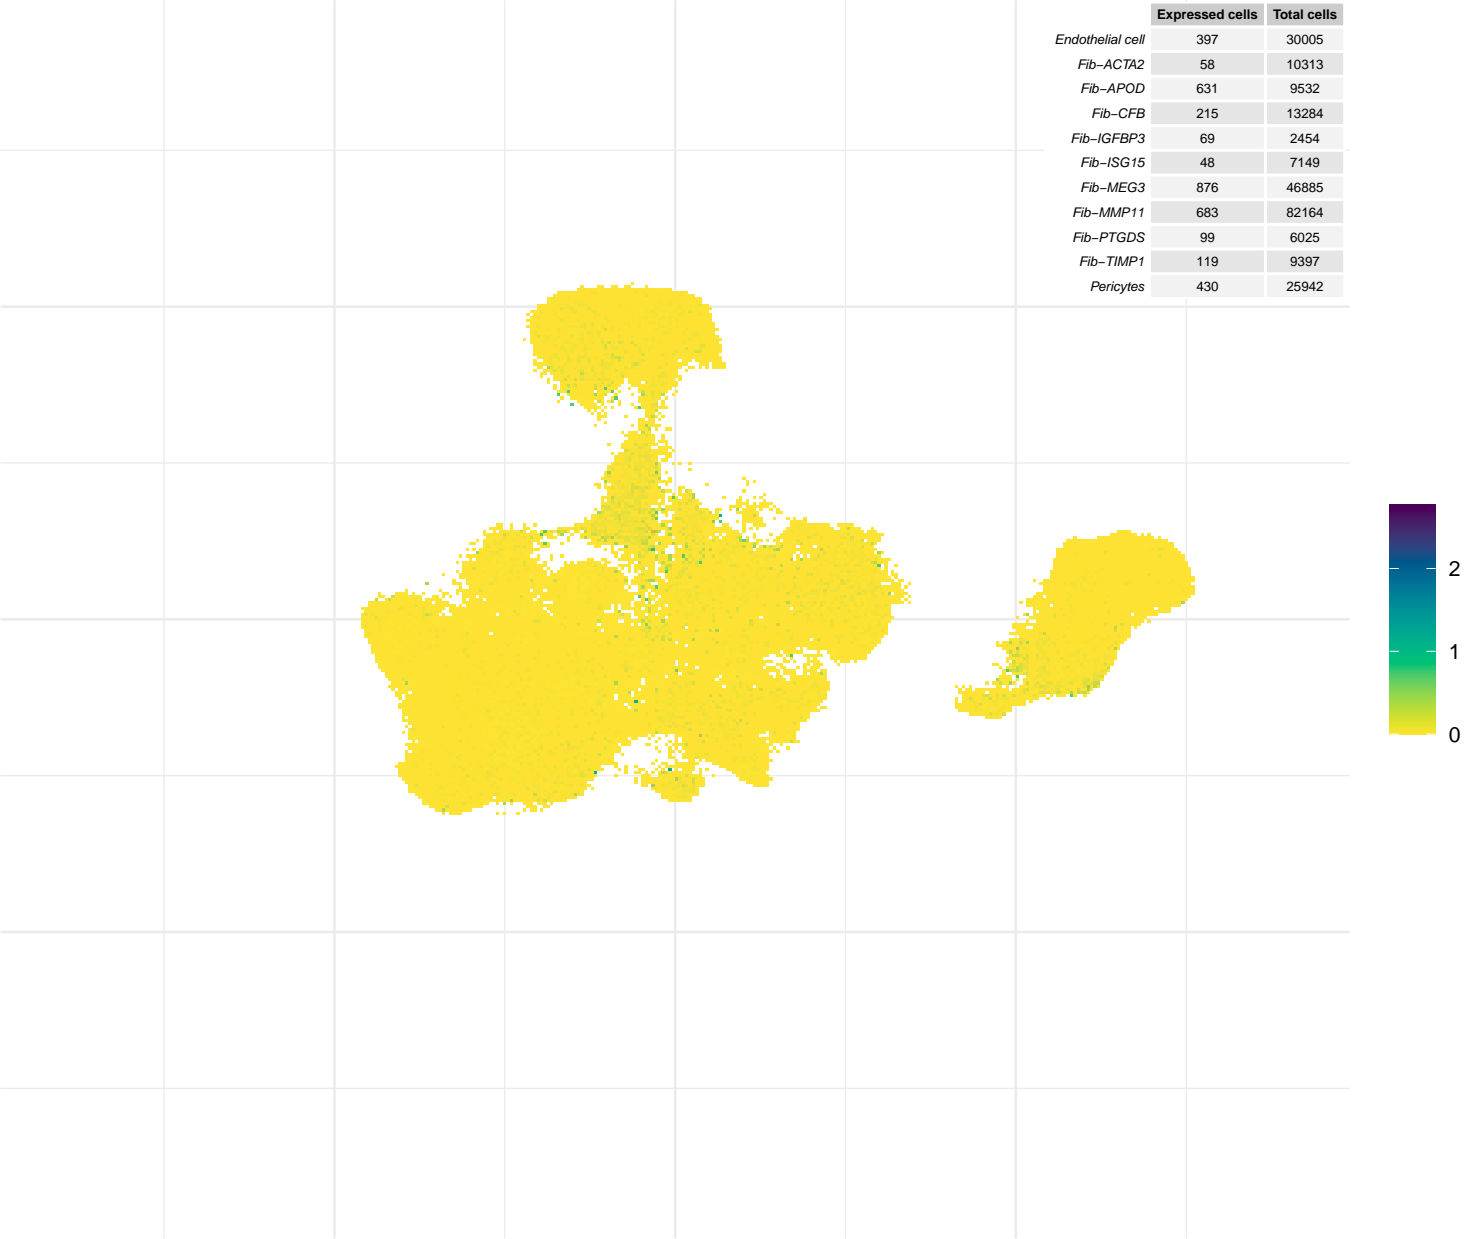 Expressed cells Total cells
Endothelial cell 397 30005
Fib−ACTA2 58 10313
Fib−APOD 631 9532
Fib−CFB 215 13284
Fib−IGFBP3 69 2454
Fib−ISG15 48 7149
Fib−MEG3 876 46885
Fib−MMP11 683 82164
Fib−PTGDS 99 6025
Fib−TIMP1 119 9397
Pericytes 430 25942
2
1
0